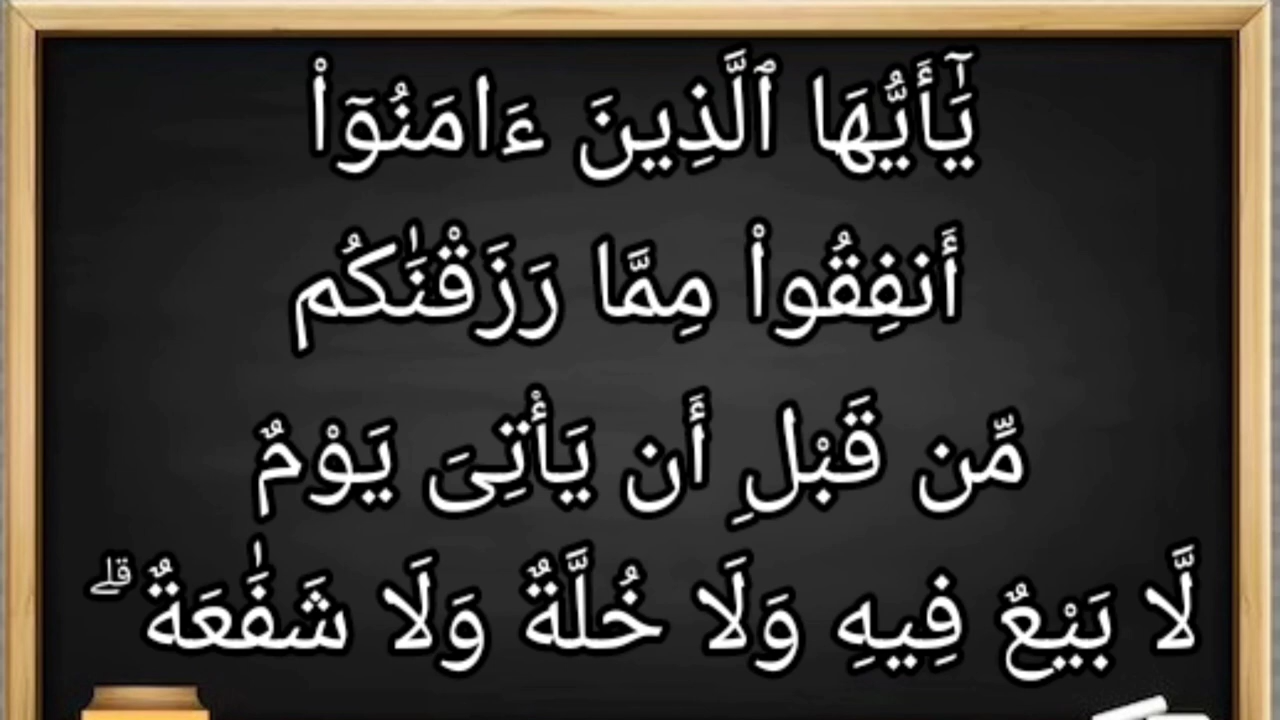 يَٰٓأَيُّهَا ٱلَّذِينَ ءَامَنُوٓا۟
أَنفِقُوا۟ مِمَّا رَزَقْنَٰكُم
مِّن قَبْلِ أَن يَأْتِىَ يَوْمٌ
لَّا بَيْعٌ فِيهِ وَلَا خُلَّةٌ وَلَا شَفَٰعَةٌ ۗ